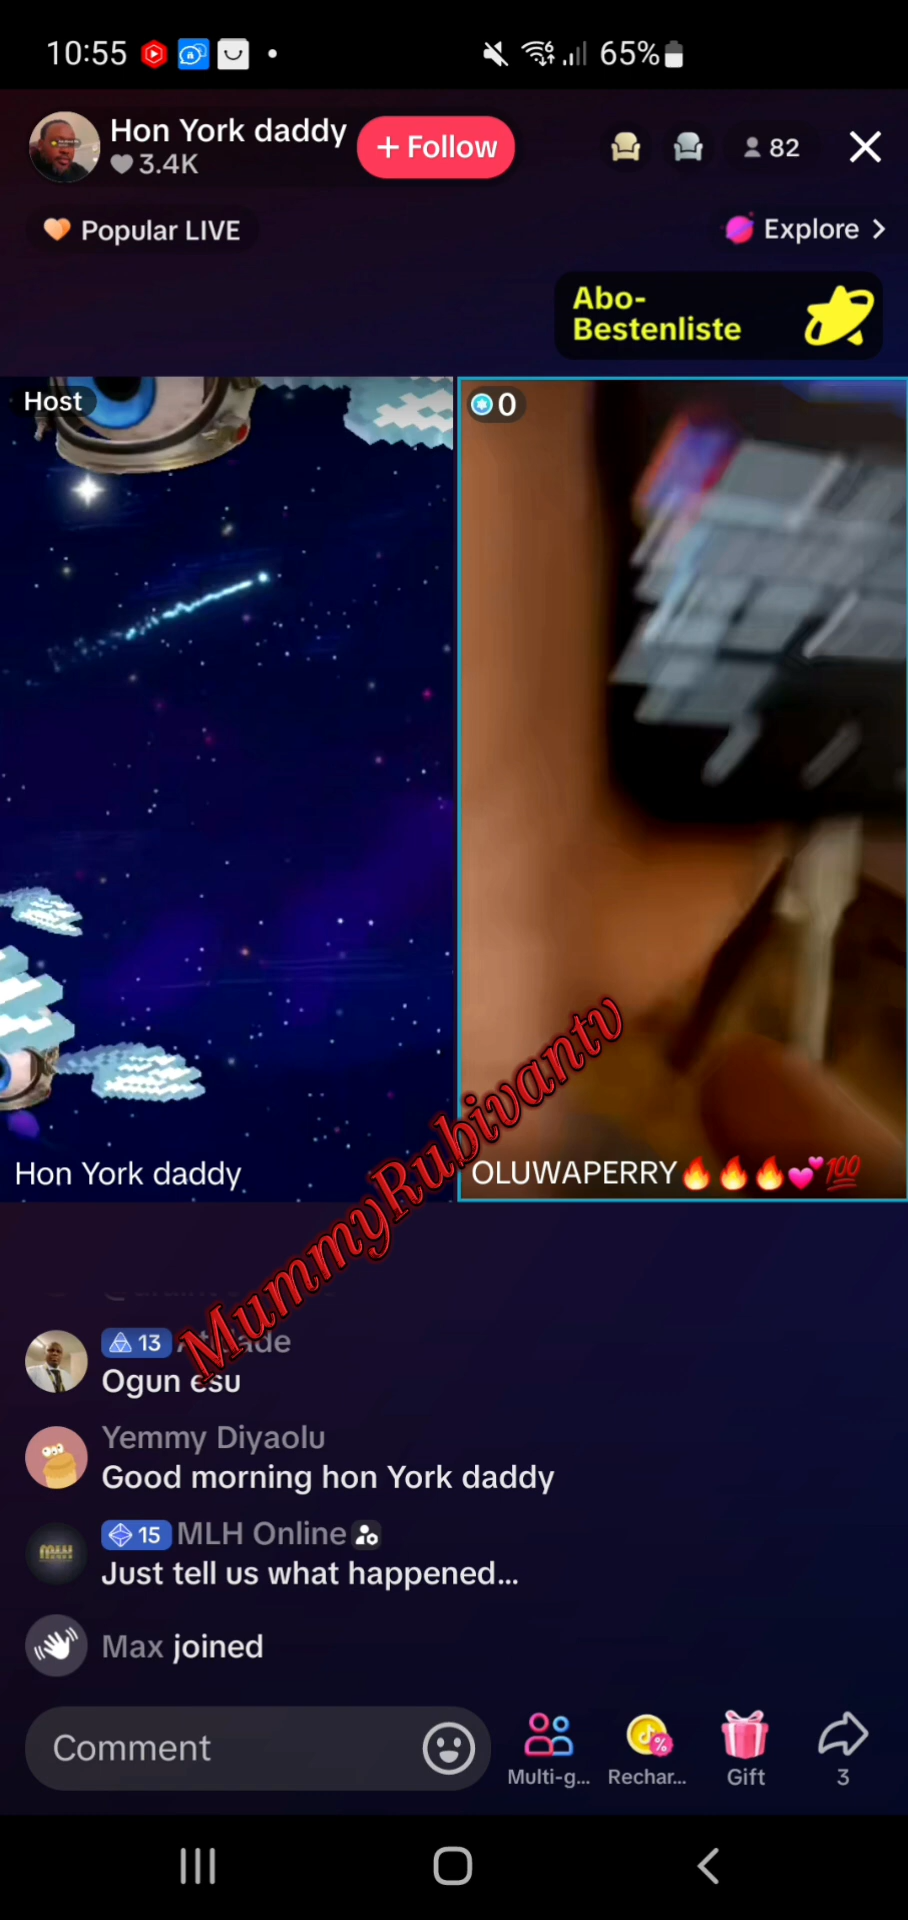 10:55
65%
Hon York daddy
3.4K
+ Follow
82
Popular LIVE
Explore >
Abo-
Bestenliste
Host
0
Hon York daddy
OLUWAPERRY🔥🔥🔥💕💯
MummyRubivantv
13
Ogun esu
Yemmy Diyaolu
Good morning hon York daddy
15 MLH Online
Just tell us what happened...
Max joined
Comment
Multi-g...
Rechar...
Gift
3